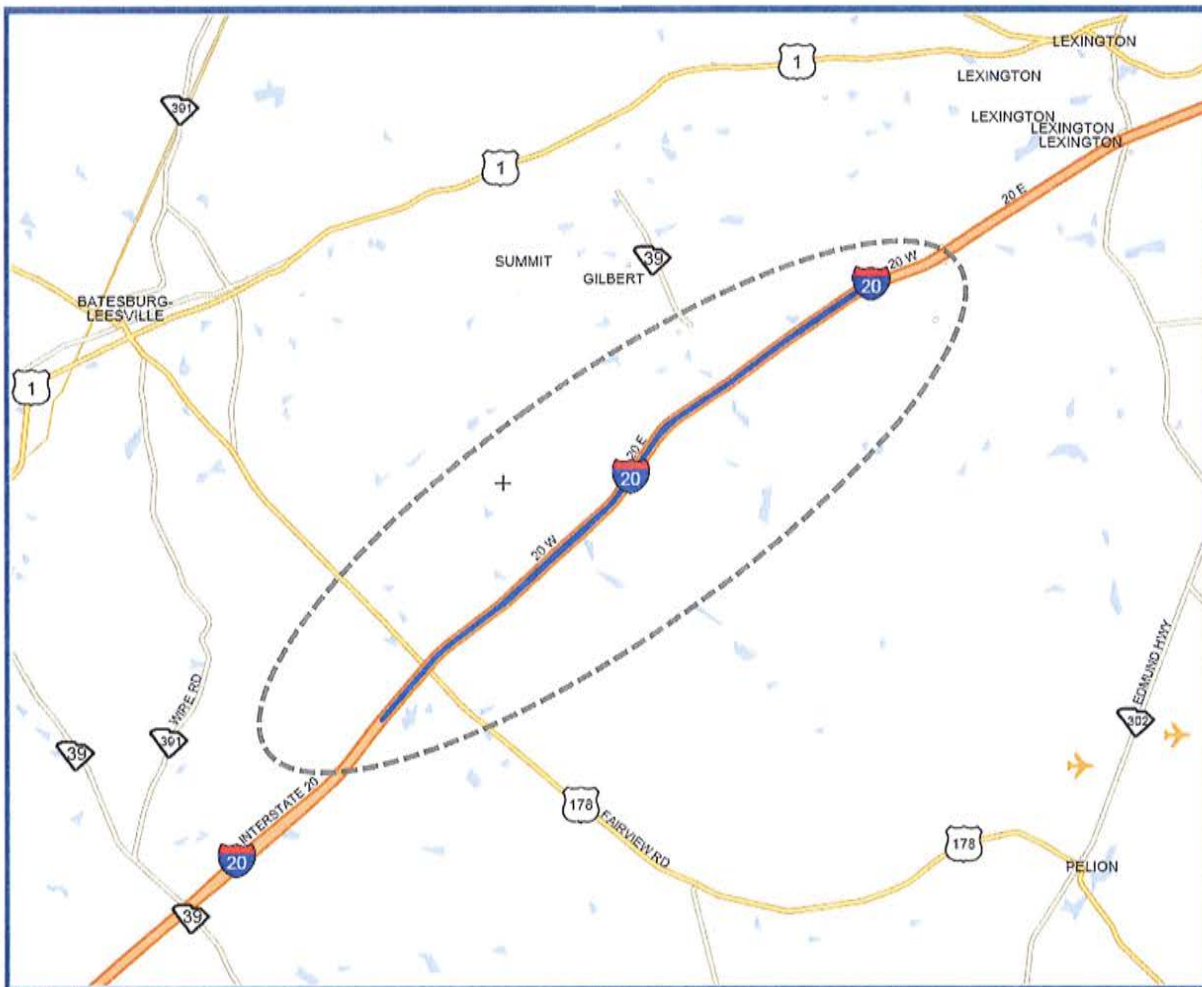 LEXINGTON
1
LEXINGTON
391
LEXINGTON
LEXINGTON
LEXINGTON
1
20 E
39
SUMMIT
20 W
GILBERT
20
BATESBURG-
LEESVILLE
1
20 E
20
20 W
EDMUND HWY
WIPE RD
302
391
39
INTERSTATE 20
178
FAIRVIEW RD
178
20
PELION
39